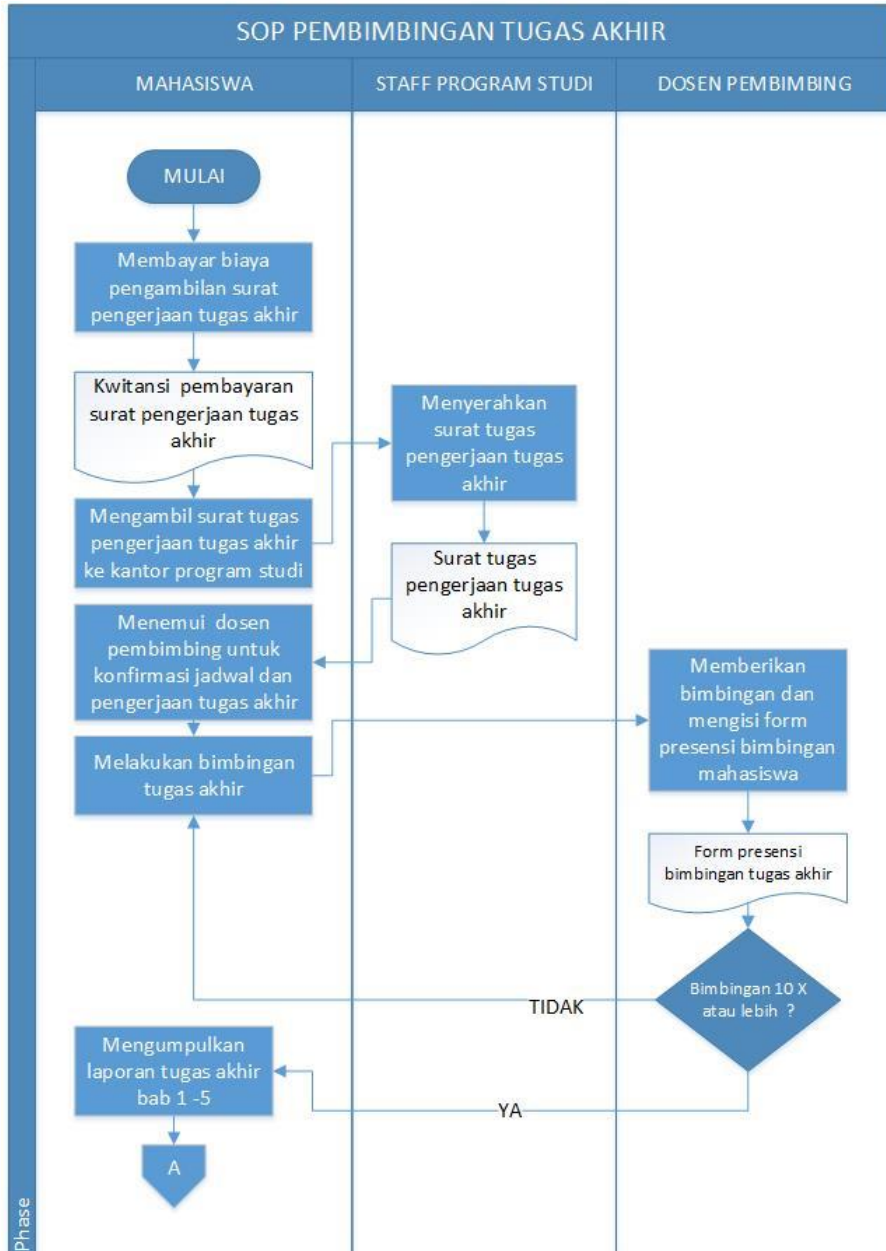 SOP PEMBIMBINGAN TUGAS AKHIR
MAHASISWA
STAFF PROGRAM STUDI
DOSEN PEMBIMBING
MULAI
Membayar biaya
pengambilan surat
pengerjaan tugas akhir
Kwitansi pembayaran
surat pengerjaan tugas
akhir
Mengambil surat tugas
pengerjaan tugas akhir
ke kantor program studi
Menyerahkan
surat tugas
pengerjaan tugas
akhir
Surat tugas
pengerjaan tugas
akhir
Menemui dosen
pembimbing untuk
konfirmasi jadwal dan
pengerjaan tugas akhir
Melakukan bimbingan
tugas akhir
Memberikan
bimbingan dan
mengisi form
presensi bimbingan
mahasiswa
Form presensi
bimbingan tugas akhir
Bimbingan 10 X
atau lebih ?
TIDAK
YA
Mengumpulkan
laporan tugas akhir
bab 1 -5
A
Phase